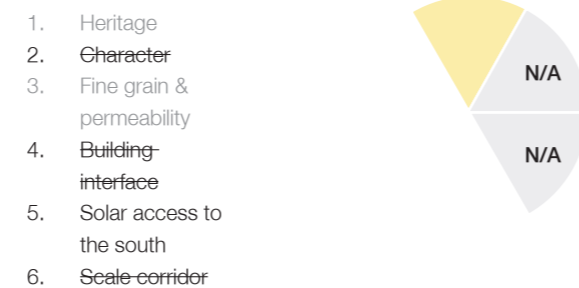 1. Heritage
2. Character
3. Fine grain &
permeability
4. Building
interface
5. Solar access to
the south
6. Scale corridor
N/A
N/A